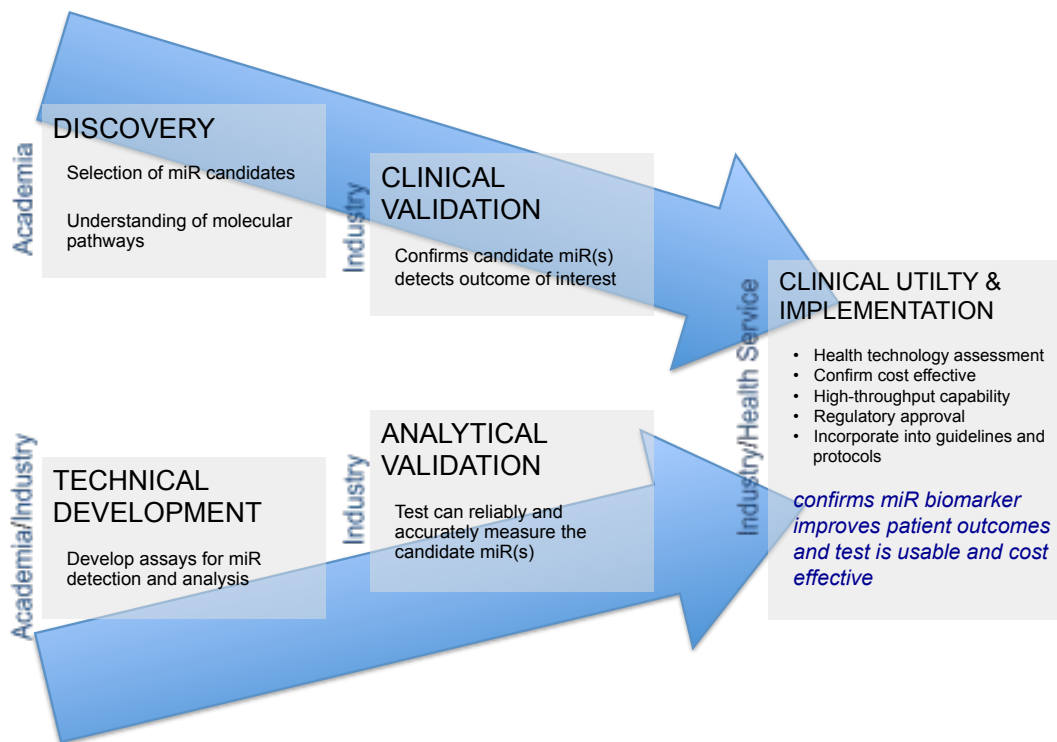 Academia
DISCOVERY
Selection of miR candidates
Understanding of molecular
pathways
Industry
CLINICAL
VALIDATION
Confirms candidate miR(s)
detects outcome of interest
Academia/Industry
TECHNICAL
DEVELOPMENT
Develop assays for miR
detection and analysis
Industry
ANALYTICAL
VALIDATION
Test can reliably and
accurately measure the
candidate miR(s)
Industry/Health Service
CLINICAL UTILTY &
IMPLEMENTATION
• Health technology assessment
• Confirm cost effective
• High-throughput capability
• Regulatory approval
• Incorporate into guidelines and
protocols
confirms miR biomarker
improves patient outcomes
and test is usable and cost
effective